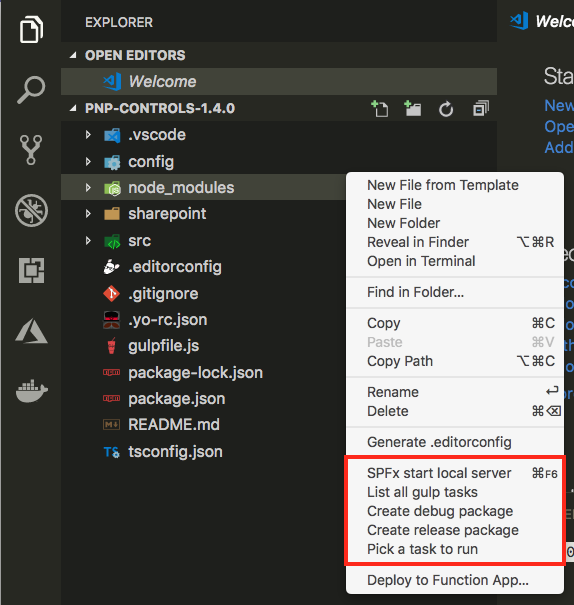 EXPLORER
OPEN EDITORS
Welcome
PNP-CONTROLS-1.4.0
.vscode
config
node_modules
sharepoint
src
.editorconfig
.gitignore
.yo-rc.json
gulpfile.js
package-lock.json
package.json
README.md
tsconfig.json
Welco
Sta
New
Ope
Add
New File from Template
New File
New Folder
Reveal in Finder ⌥⌘R
Open in Terminal
Find in Folder...
Copy ⌘C
Paste ⌘V
Copy Path ⌥⌘C
Rename ↩
Delete ⌘⌫
Generate .editorconfig
SPFx start local server ⌘F6
List all gulp tasks
Create debug package
Create release package
Pick a task to run
Deploy to Function App...